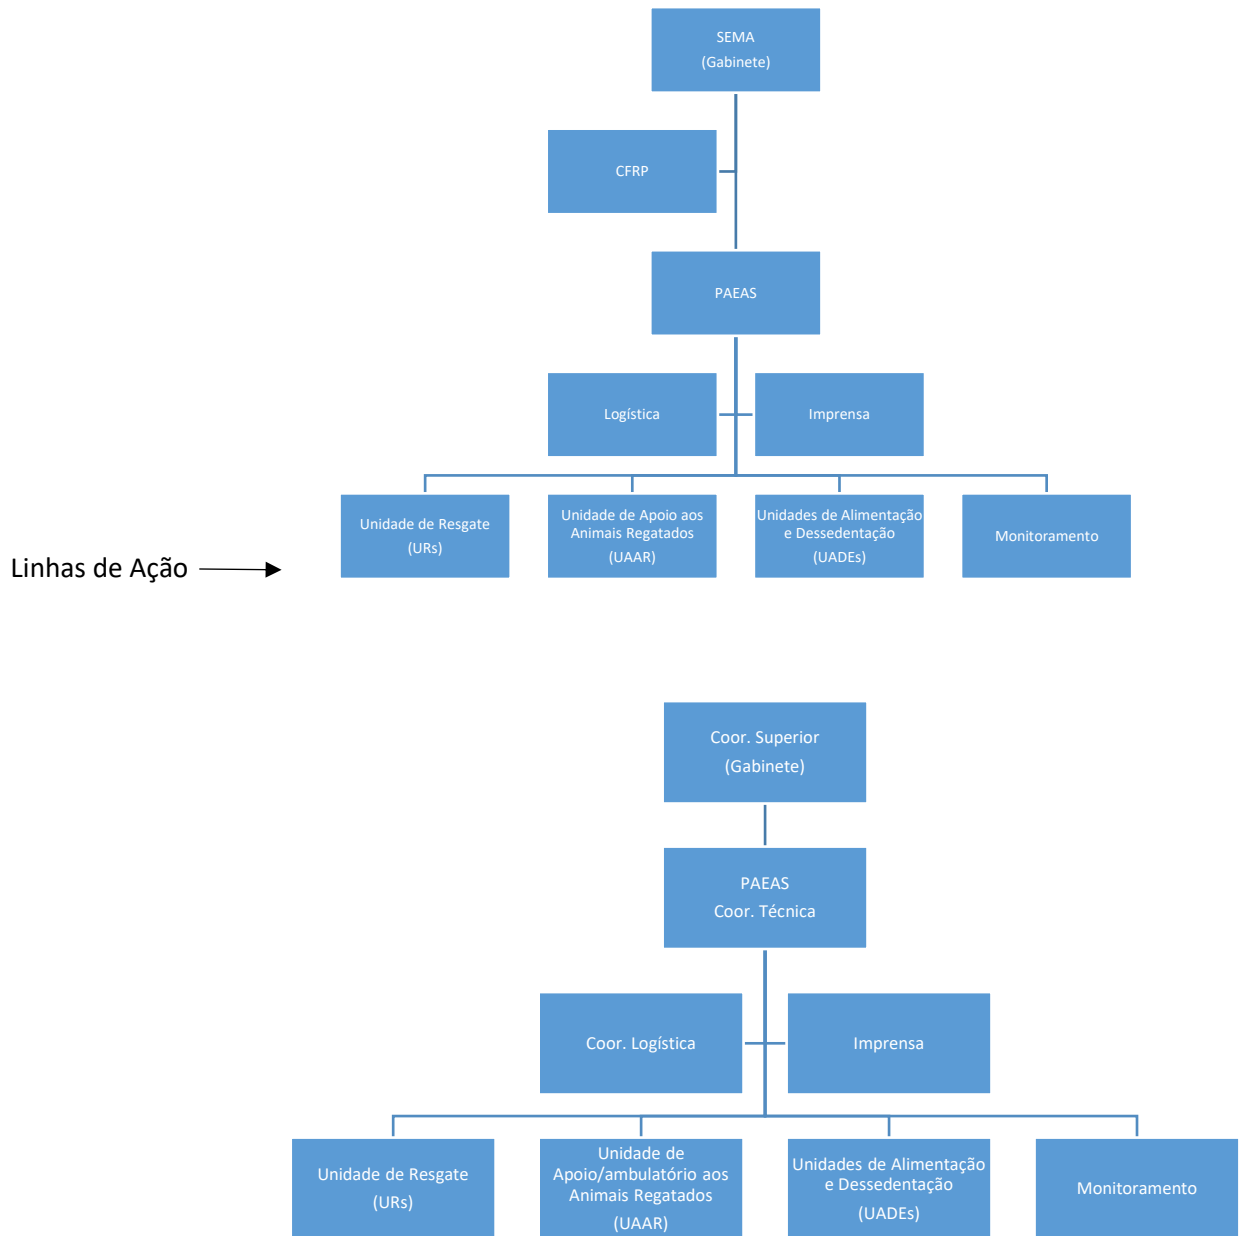 SEMA
(Gabinete)
CFRP
PAEAS
Logística
Imprensa
Unidade de Resgate
(URs)
Unidade de Apoio aos
Animais Regatados
(UAAR)
Unidades de Alimentação
e Dessedentação
(UADEs)
Monitoramento
Linhas de Ação
Coor. Superior
(Gabinete)
PAEAS
Coor. Técnica
Coor. Logística
Imprensa
Unidade de Resgate
(URs)
Unidade de
Apoio/ambulatório aos
Animais Regatados
(UAAR)
Unidades de Alimentação
e Dessedentação
(UADEs)
Monitoramento